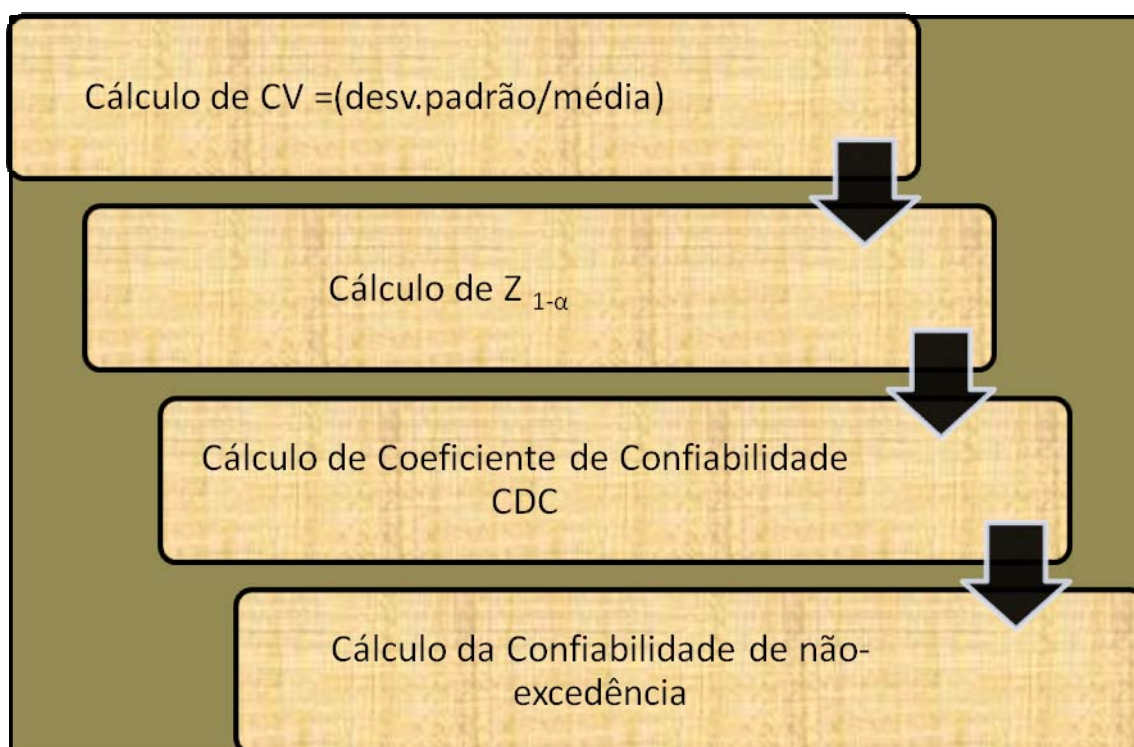 Cálculo de CV =(desv.padrão/média)
Cálculo de Z 1-α
Cálculo de Coeficiente de Confiabilidade
CDC
Cálculo da Confiabilidade de não-
excedência